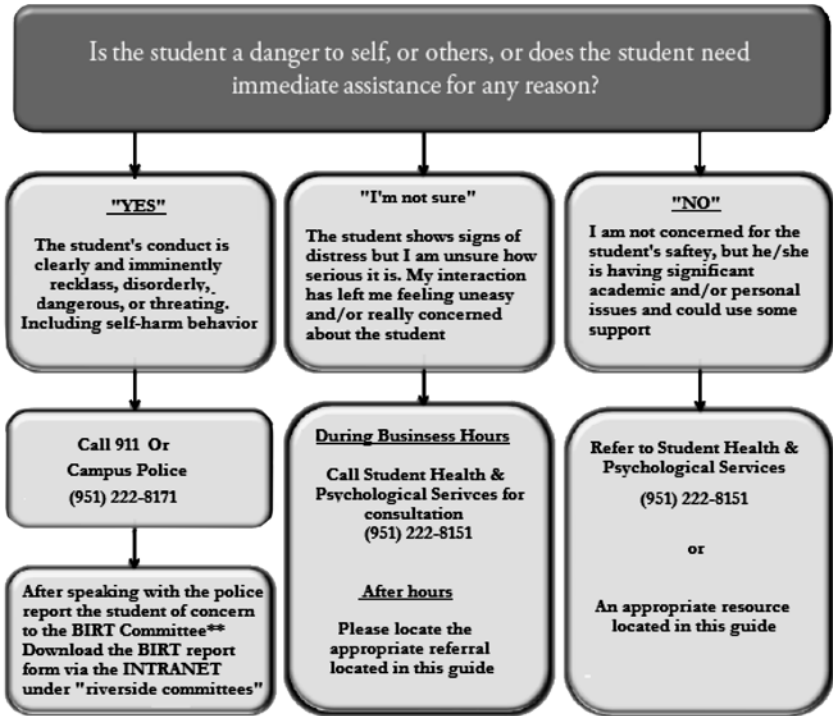 Is the student a danger to self, or others, or does the student need
immediate assistance for any reason?
"YES"
The student's conduct is
clearly and imminently
recklass, disorderly,
dangerous, or threating.
Including self-harm behavior
"I'm not sure"
The student shows signs of
distress but I am unsure how
serious it is. My interaction
has left me feeling uneasy
and/or really concerned
about the student
"NO"
I am not concerned for the
student's saftey, but he/she
is having significant
academic and/or personal
issues and could use some
support
Call 911 Or
Campus Police
(951) 222-8171
After speaking with the police
report the student of concern
to the BIRT Committee**
Download the BIRT report
form via the INTRANET
under "riverside committees"
During Businsess Hours
Call Student Health &
Psychological Serivces for
consultation
(951) 222-8151
After hours
Please locate the
appropriate referral
located in this guide
Refer to Student Health &
Psychological Services
(951) 222-8151
or
An appropriate resource
located in this guide